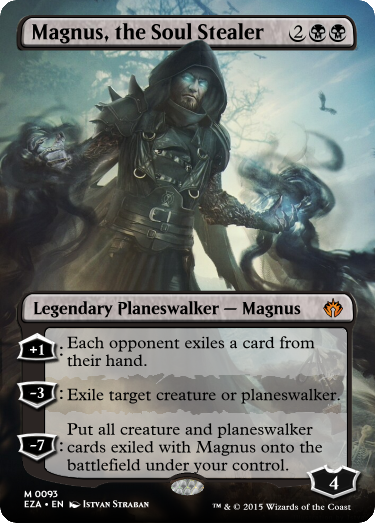 Magnus, the Soul Stealer 2
Legendary Planeswalker — Magnus
+1: Each opponent exiles a card from
their hand.
-3: Exile target creature or planeswalker.
-7: Put all creature and planeswalker
cards exiled with Magnus onto the
battlefield under your control.
4
M 0093
EZA • EN Istvan Straban
™ & © 2015 Wizards of the Coast